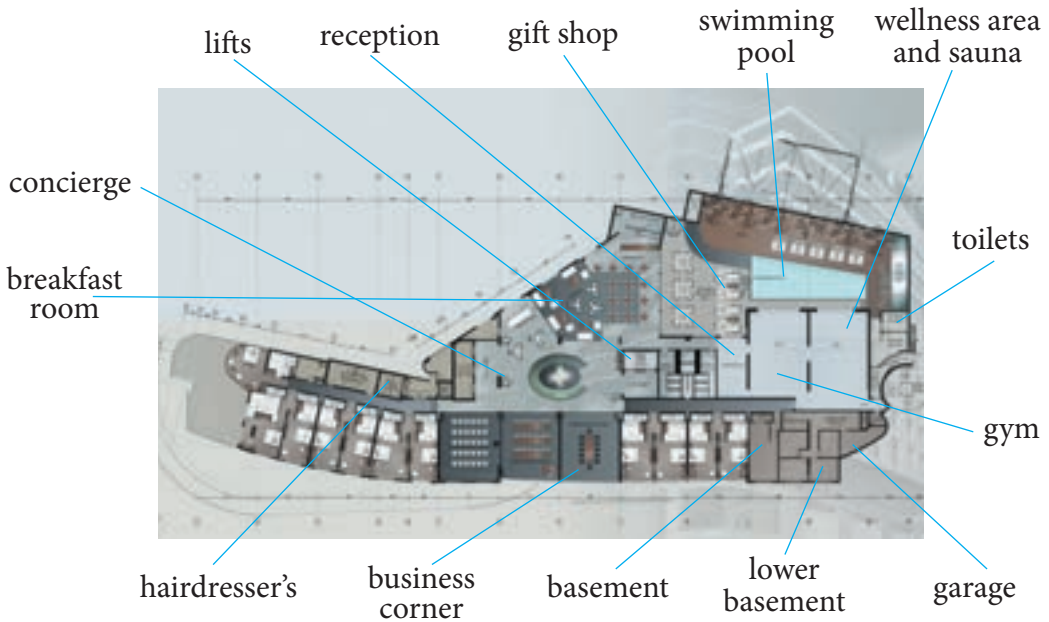 lifts
reception
gift shop
swimming
pool
wellness area
and sauna
concierge
toilets
breakfast
room
gym
hairdresser’s
business
corner
basement
lower
basement
garage